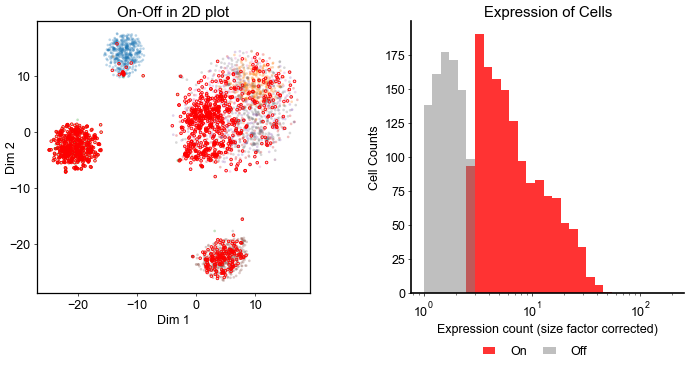 On-Off in 2D plot
Dim 2
10
0
−10
−20
−20
−10
0
10
Dim 1
Expression of Cells
Cell Counts
175
150
125
100
75
50
25
0
10^0
10^1
10^2
Expression count (size factor corrected)
On
Off